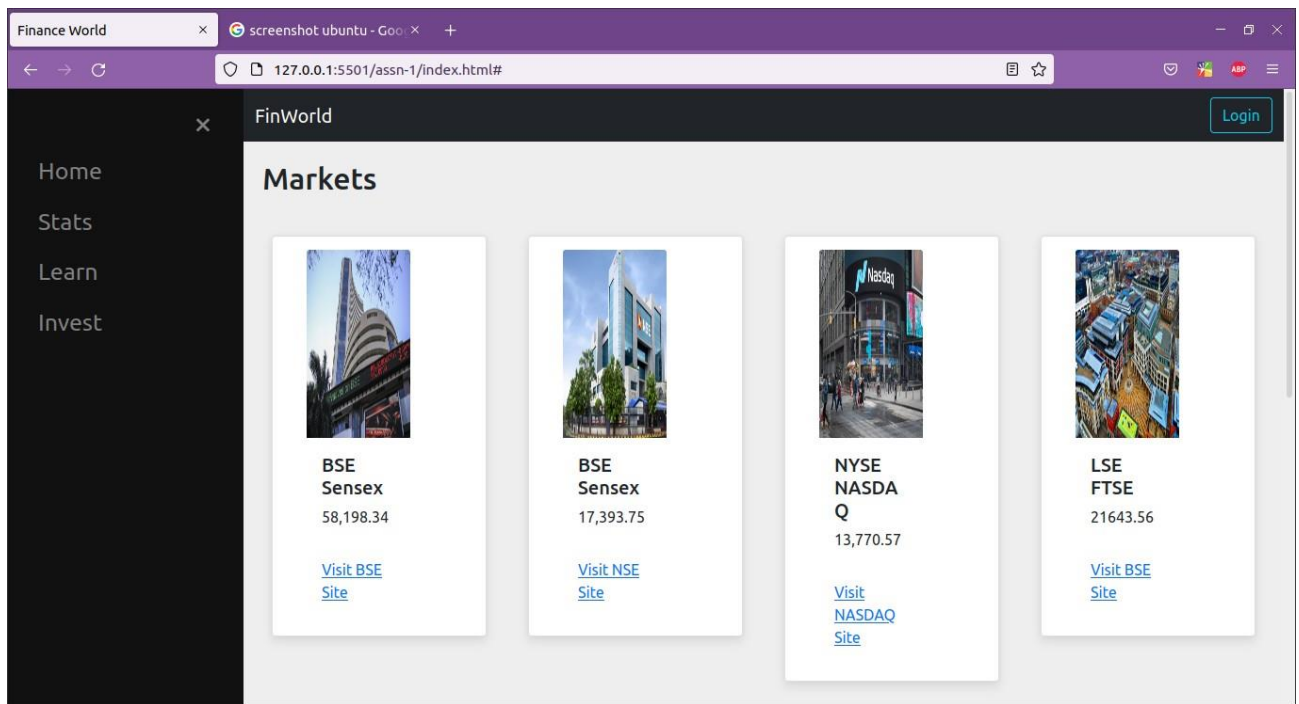 Finance World
screenshot ubuntu - Goo
127.0.0.1:5501/assn-1/index.html#
ABP
FinWorld
Login
Home
Stats
Learn
Invest
Markets
Nasdaq
BSE
Sensex
58,198.34
Visit BSE
Site
BSE
Sensex
17,393.75
Visit NSE
Site
NYSE
NASDA
Q
13,770.57
Visit
NASDAQ
Site
LSE
FTSE
21643.56
Visit BSE
Site